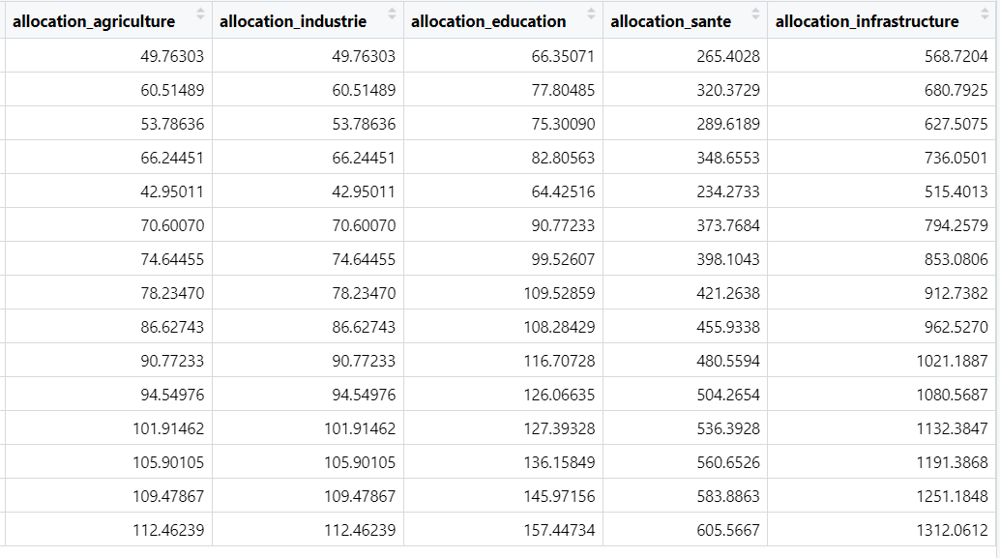 allocation_agriculture allocation_industrie allocation_education allocation_sante allocation_infrastructure
49.76303 49.76303 66.35071 265.4028 568.7204
60.51489 60.51489 77.80485 320.3729 680.7925
53.78636 53.78636 75.30090 289.6189 627.5075
66.24451 66.24451 82.80563 348.6553 736.0501
42.95011 42.95011 64.42516 234.2733 515.4013
70.60070 70.60070 90.77233 373.7684 794.2579
74.64455 74.64455 99.52607 398.1043 853.0806
78.23470 78.23470 109.52859 421.2638 912.7382
86.62743 86.62743 108.28429 455.9338 962.5270
90.77233 90.77233 116.70728 480.5594 1021.1887
94.54976 94.54976 126.06635 504.2654 1080.5687
101.91462 101.91462 127.39328 536.3928 1132.3847
105.90105 105.90105 136.15849 560.6526 1191.3868
109.47867 109.47867 145.97156 583.8863 1251.1848
112.46239 112.46239 157.44734 605.5667 1312.0612